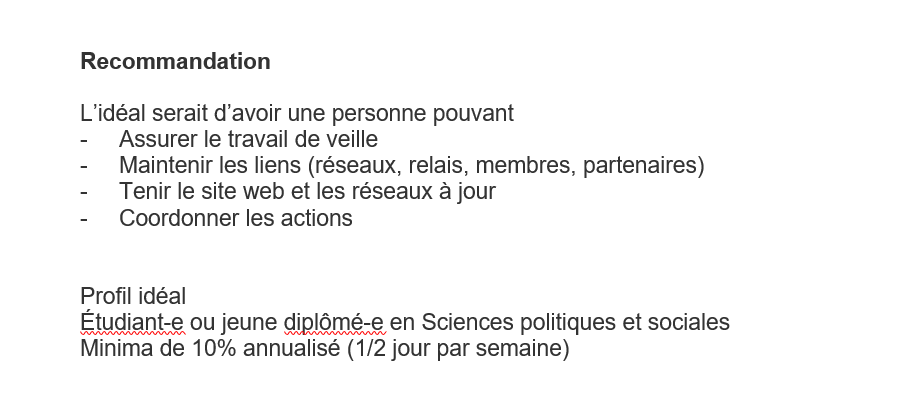 Recommandation
L’idéal serait d’avoir une personne pouvant
- Assurer le travail de veille
- Maintenir les liens (réseaux, relais, membres, partenaires)
- Tenir le site web et les réseaux à jour
- Coordonner les actions
Profil idéal
Étudiant-e ou jeune diplômé-e en Sciences politiques et sociales
Minima de 10% annualisé (1/2 jour par semaine)